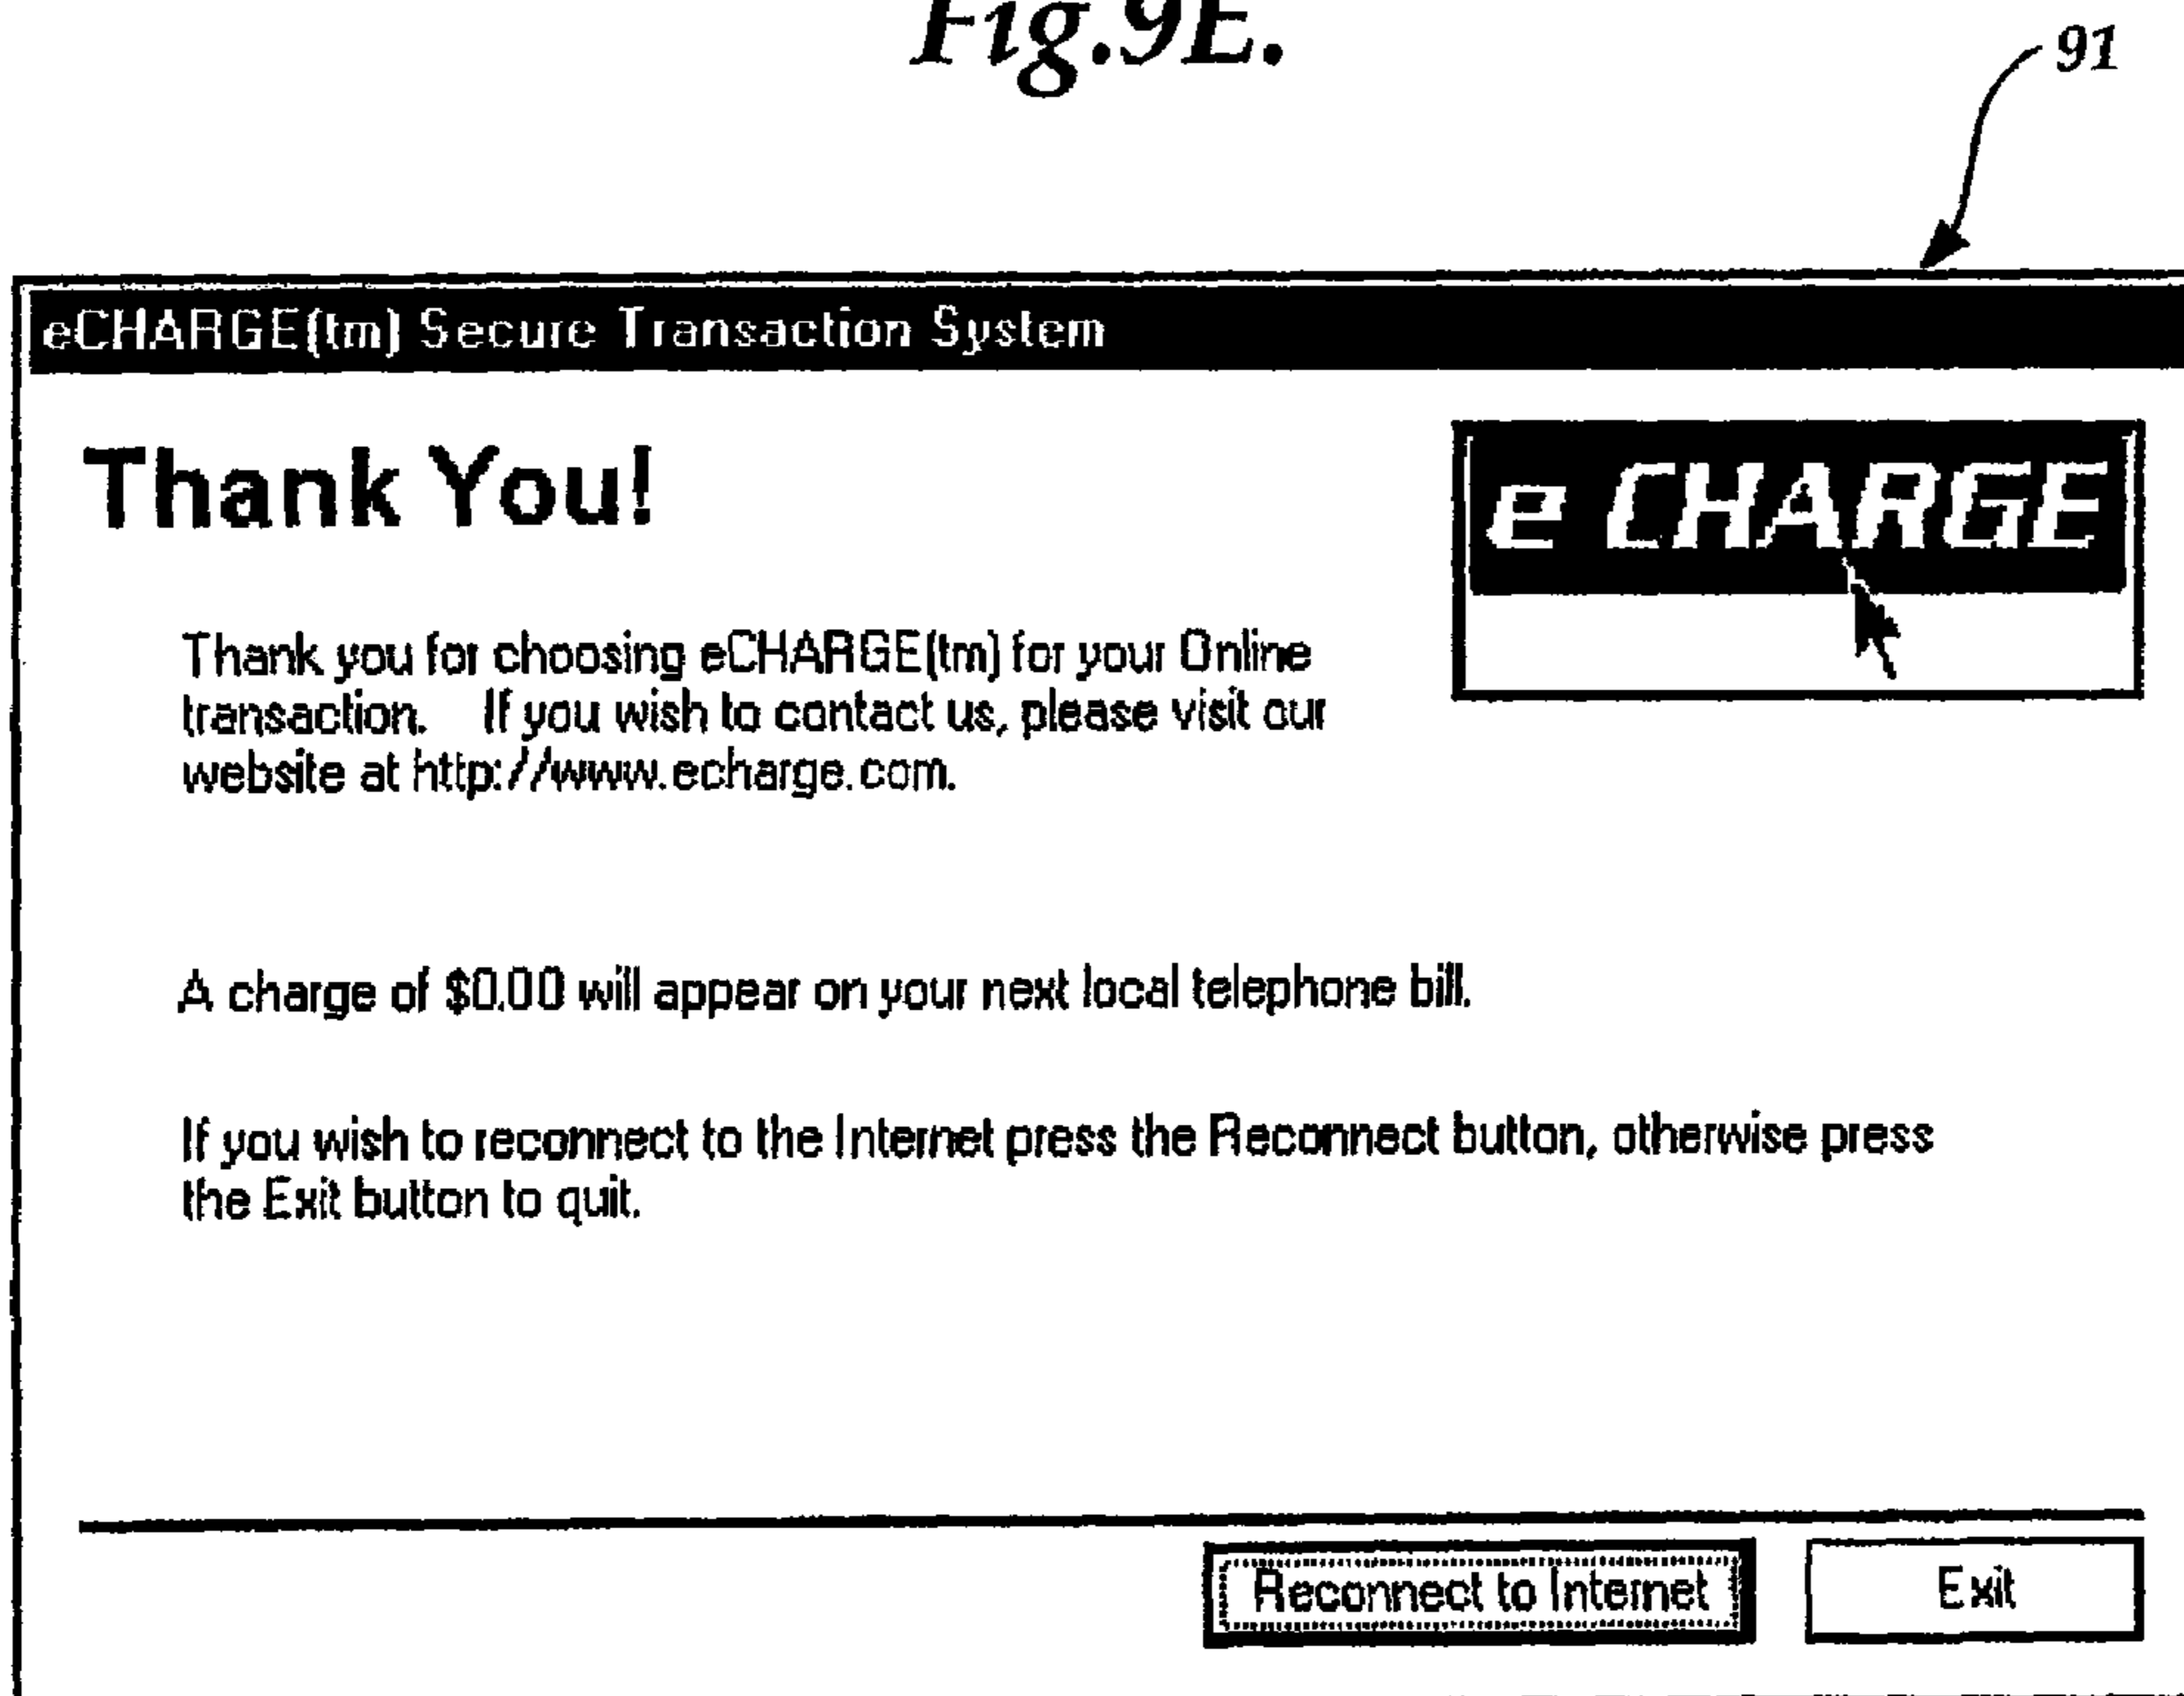 Fig.9E.
91
eCHARGE(tm) Secure Transaction System
Thank You!
e CHARGE
Thank you for choosing eCHARGE(tm) for your Online
transaction. If you wish to contact us, please visit our
website at http://www.echarge.com.
A charge of $0.00 will appear on your next local telephone bill.
If you wish to reconnect to the Internet press the Reconnect button, otherwise press
the Exit button to quit.
Reconnect to Internet
Exit